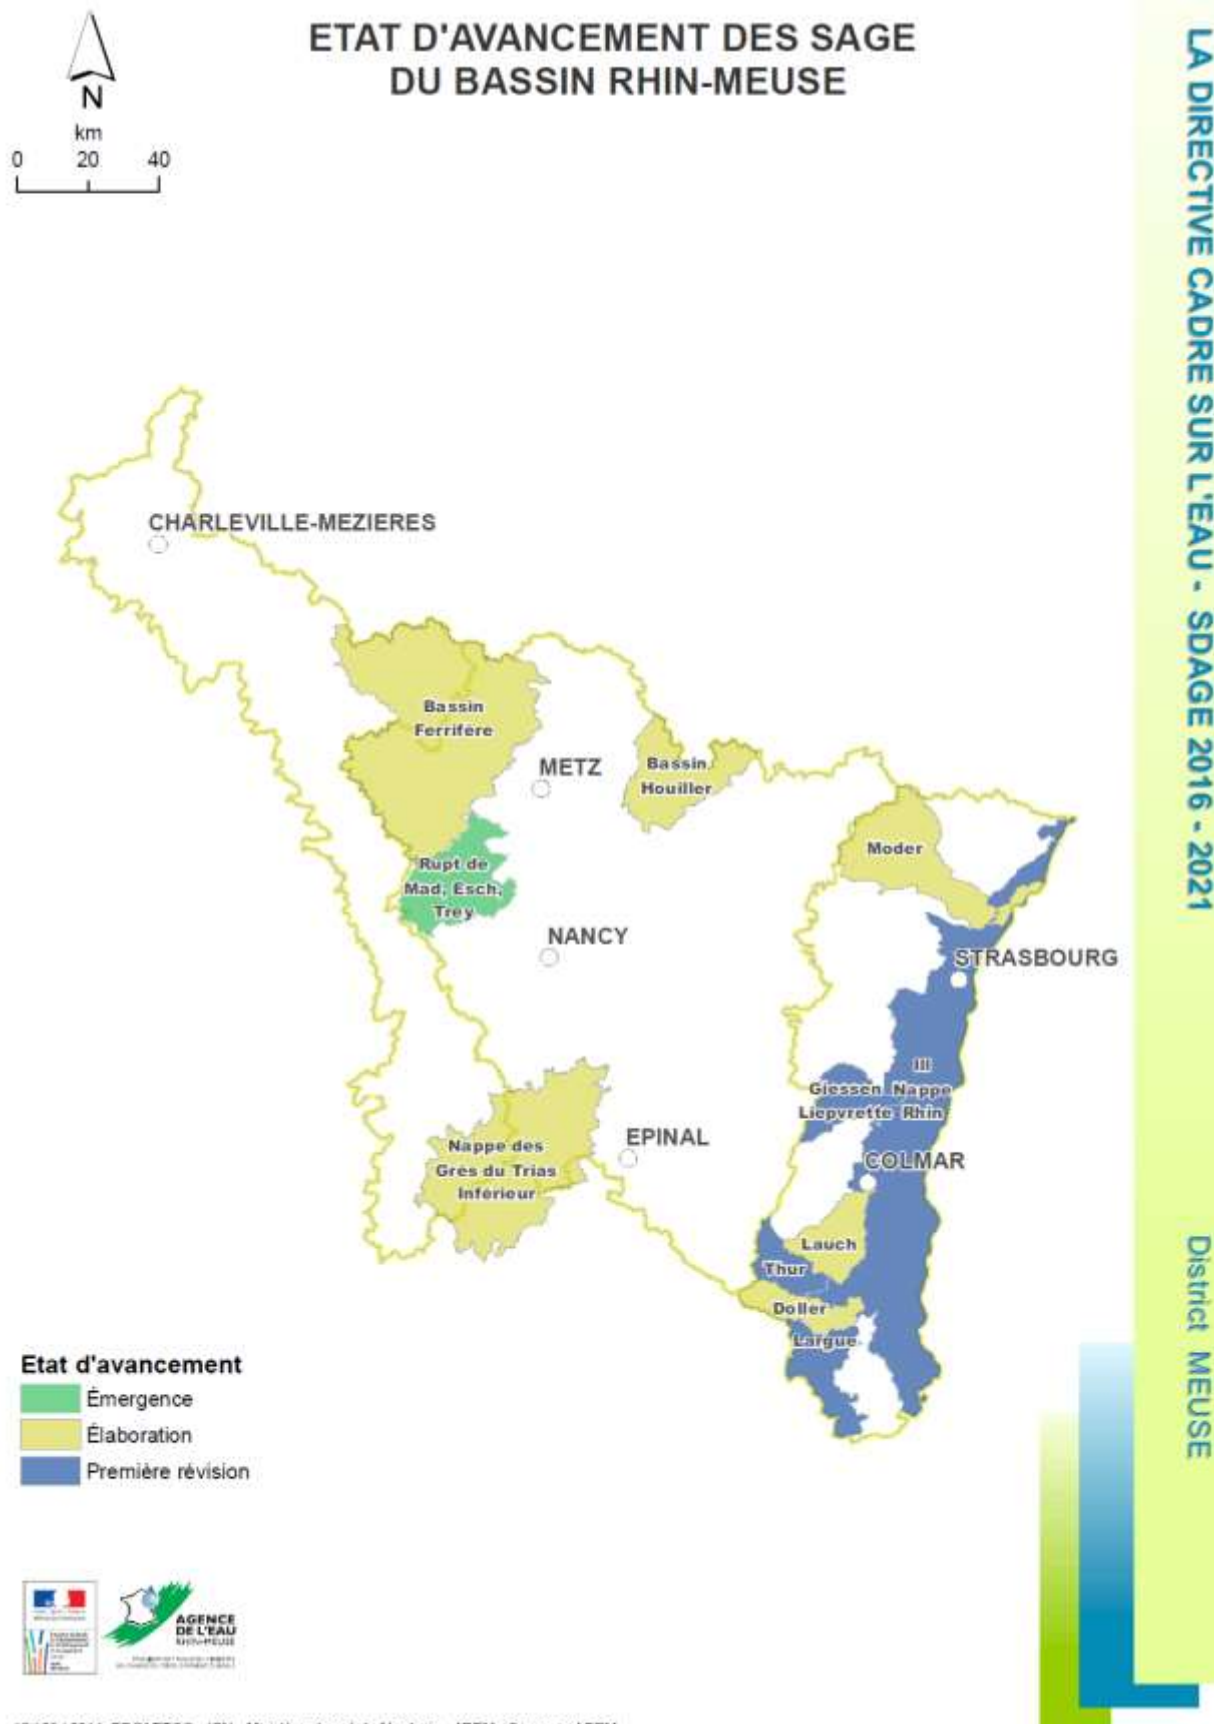 ETAT D'AVANCEMENT DES SAGE
DU BASSIN RHIN-MEUSE
N
km
0 20 40
CHARLEVILLE-MEZIERES
Bassin
Ferrifère
METZ
Bassin
Houiller
Moder
Rupt de
Mad, Esch,
Trey
NANCY
STRASBOURG
Ill
Nappe
Rhin
Giessen
Liepvrette
Nappe des
Grès du Trias
Inférieur
EPINAL
COLMAR
Lauch
Thur
Doller
Largue
Etat d'avancement
Émergence
Élaboration
Première révision
AGENCE
DE L'EAU
RHIN-MEUSE
LA DIRECTIVE CADRE SUR L'EAU - SDAGE 2016 - 2021
District MEUSE